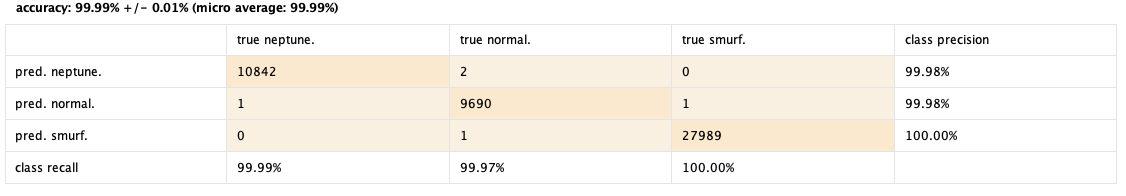 accuracy: 99.99% +/- 0.01% (micro average: 99.99%)
true neptune. true normal. true smurf. class precision
pred. neptune. 10842 2 0 99.98%
pred. normal. 1 9690 1 99.98%
pred. smurf. 0 1 27989 100.00%
class recall 99.99% 99.97% 100.00%